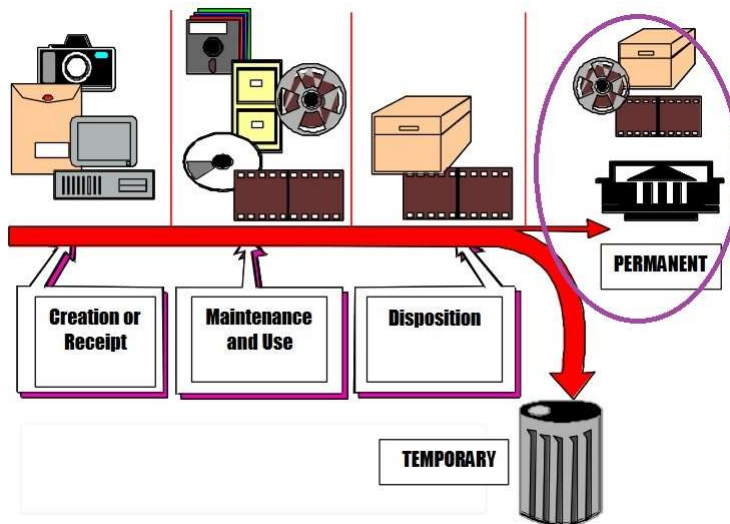 Creation or
Receipt
Maintenance
and Use
Disposition
PERMANENT
TEMPORARY